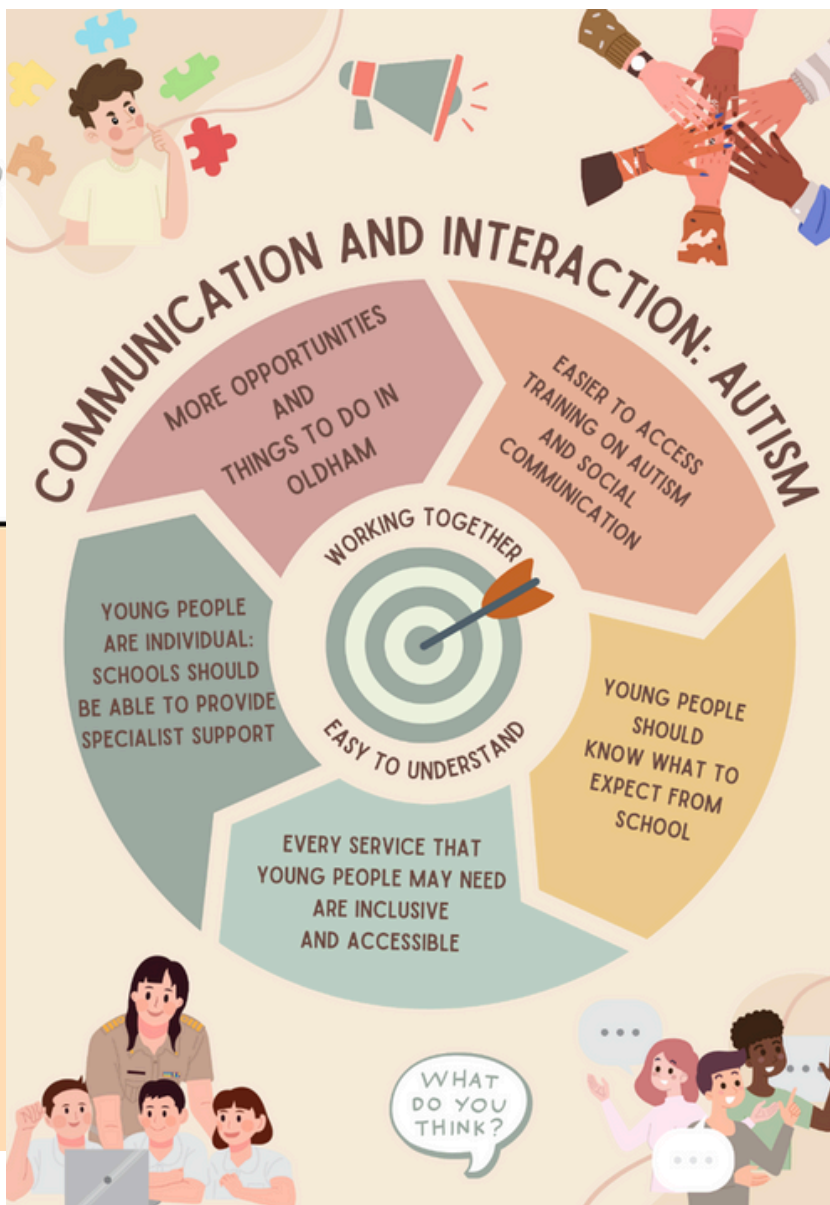 COMMUNICATION AND INTERACTION: AUTISM
MORE OPPORTUNITIES
AND
THINGS TO DO IN
OLDHAM
EASIER TO ACCESS
TRAINING ON AUTISM
AND SOCIAL
COMMUNICATION
WORKING TOGETHER
EASY TO UNDERSTAND
YOUNG PEOPLE
ARE INDIVIDUAL:
SCHOOLS SHOULD
BE ABLE TO PROVIDE
SPECIALIST SUPPORT
YOUNG PEOPLE
SHOULD
KNOW WHAT TO
EXPECT FROM
SCHOOL
EVERY SERVICE THAT
YOUNG PEOPLE MAY NEED
ARE INCLUSIVE
AND ACCESSIBLE
WHAT
DO YOU
THINK?